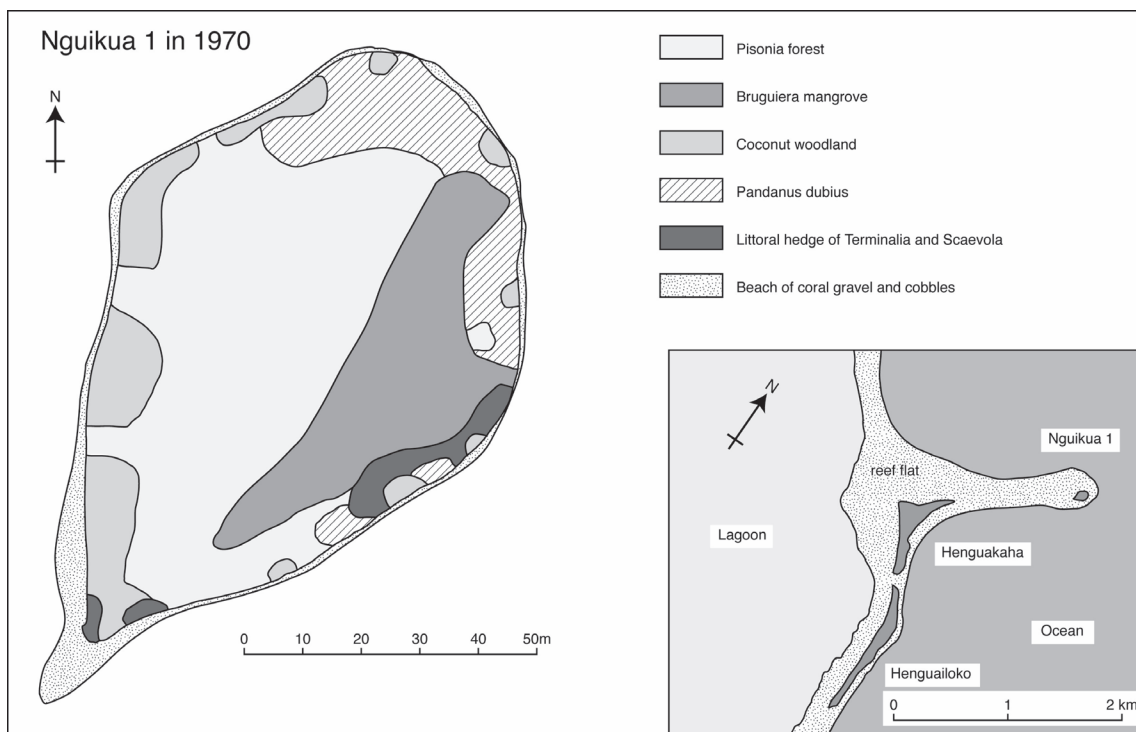 Nguikua 1 in 1970
N
Pisonia forest
Bruguiera mangrove
Coconut woodland
Pandanus dubius
Littoral hedge of Terminalia and Scaevola
Beach of coral gravel and cobbles
0 10 20 30 40 50m
N
Nguikua 1
reef flat
Lagoon
Henguakaha
Ocean
Henguailoko
0 1 2 km